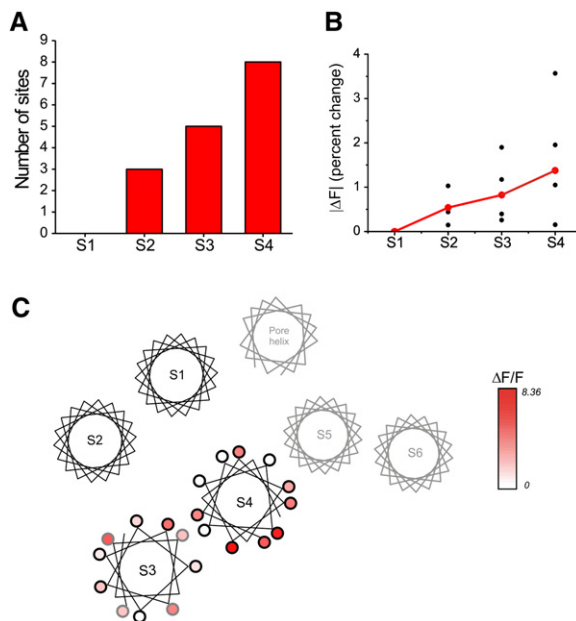 A
Number of sites
9
8
7
6
5
4
3
2
1
0
S1 S2 S3 S4
B
|ΔF| (percent change)
4
3
2
1
0
S1 S2 S3 S4
C
Pore
helix
S1
S2
S5
S6
S4
S3
ΔF/F
8.36
0